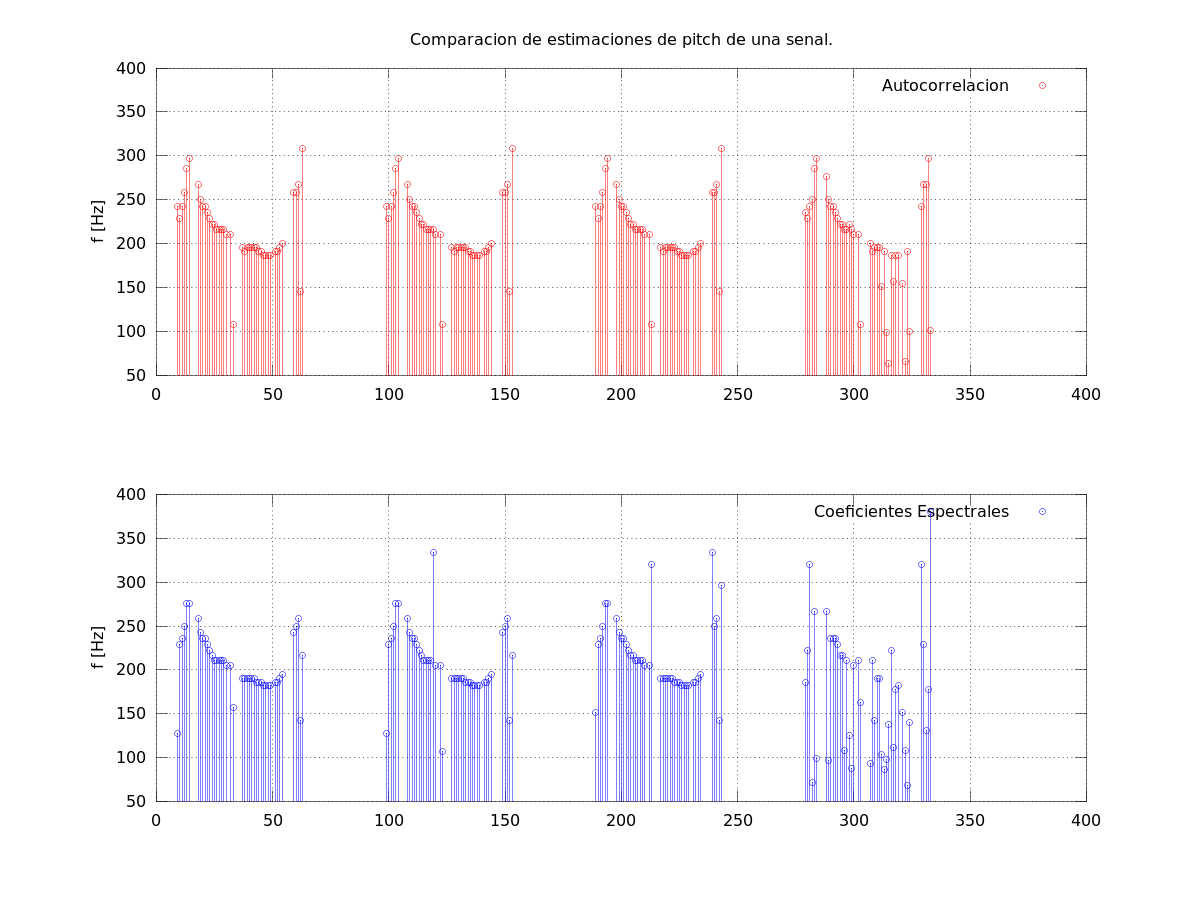 Comparacion de estimaciones de pitch de una senal.
400
350
300
250
200
150
100
50
f [Hz]
Autocorrelacion
0 50 100 150 200 250 300 350 400
400
350
300
250
200
150
100
50
f [Hz]
Coeficientes Espectrales
0 50 100 150 200 250 300 350 400